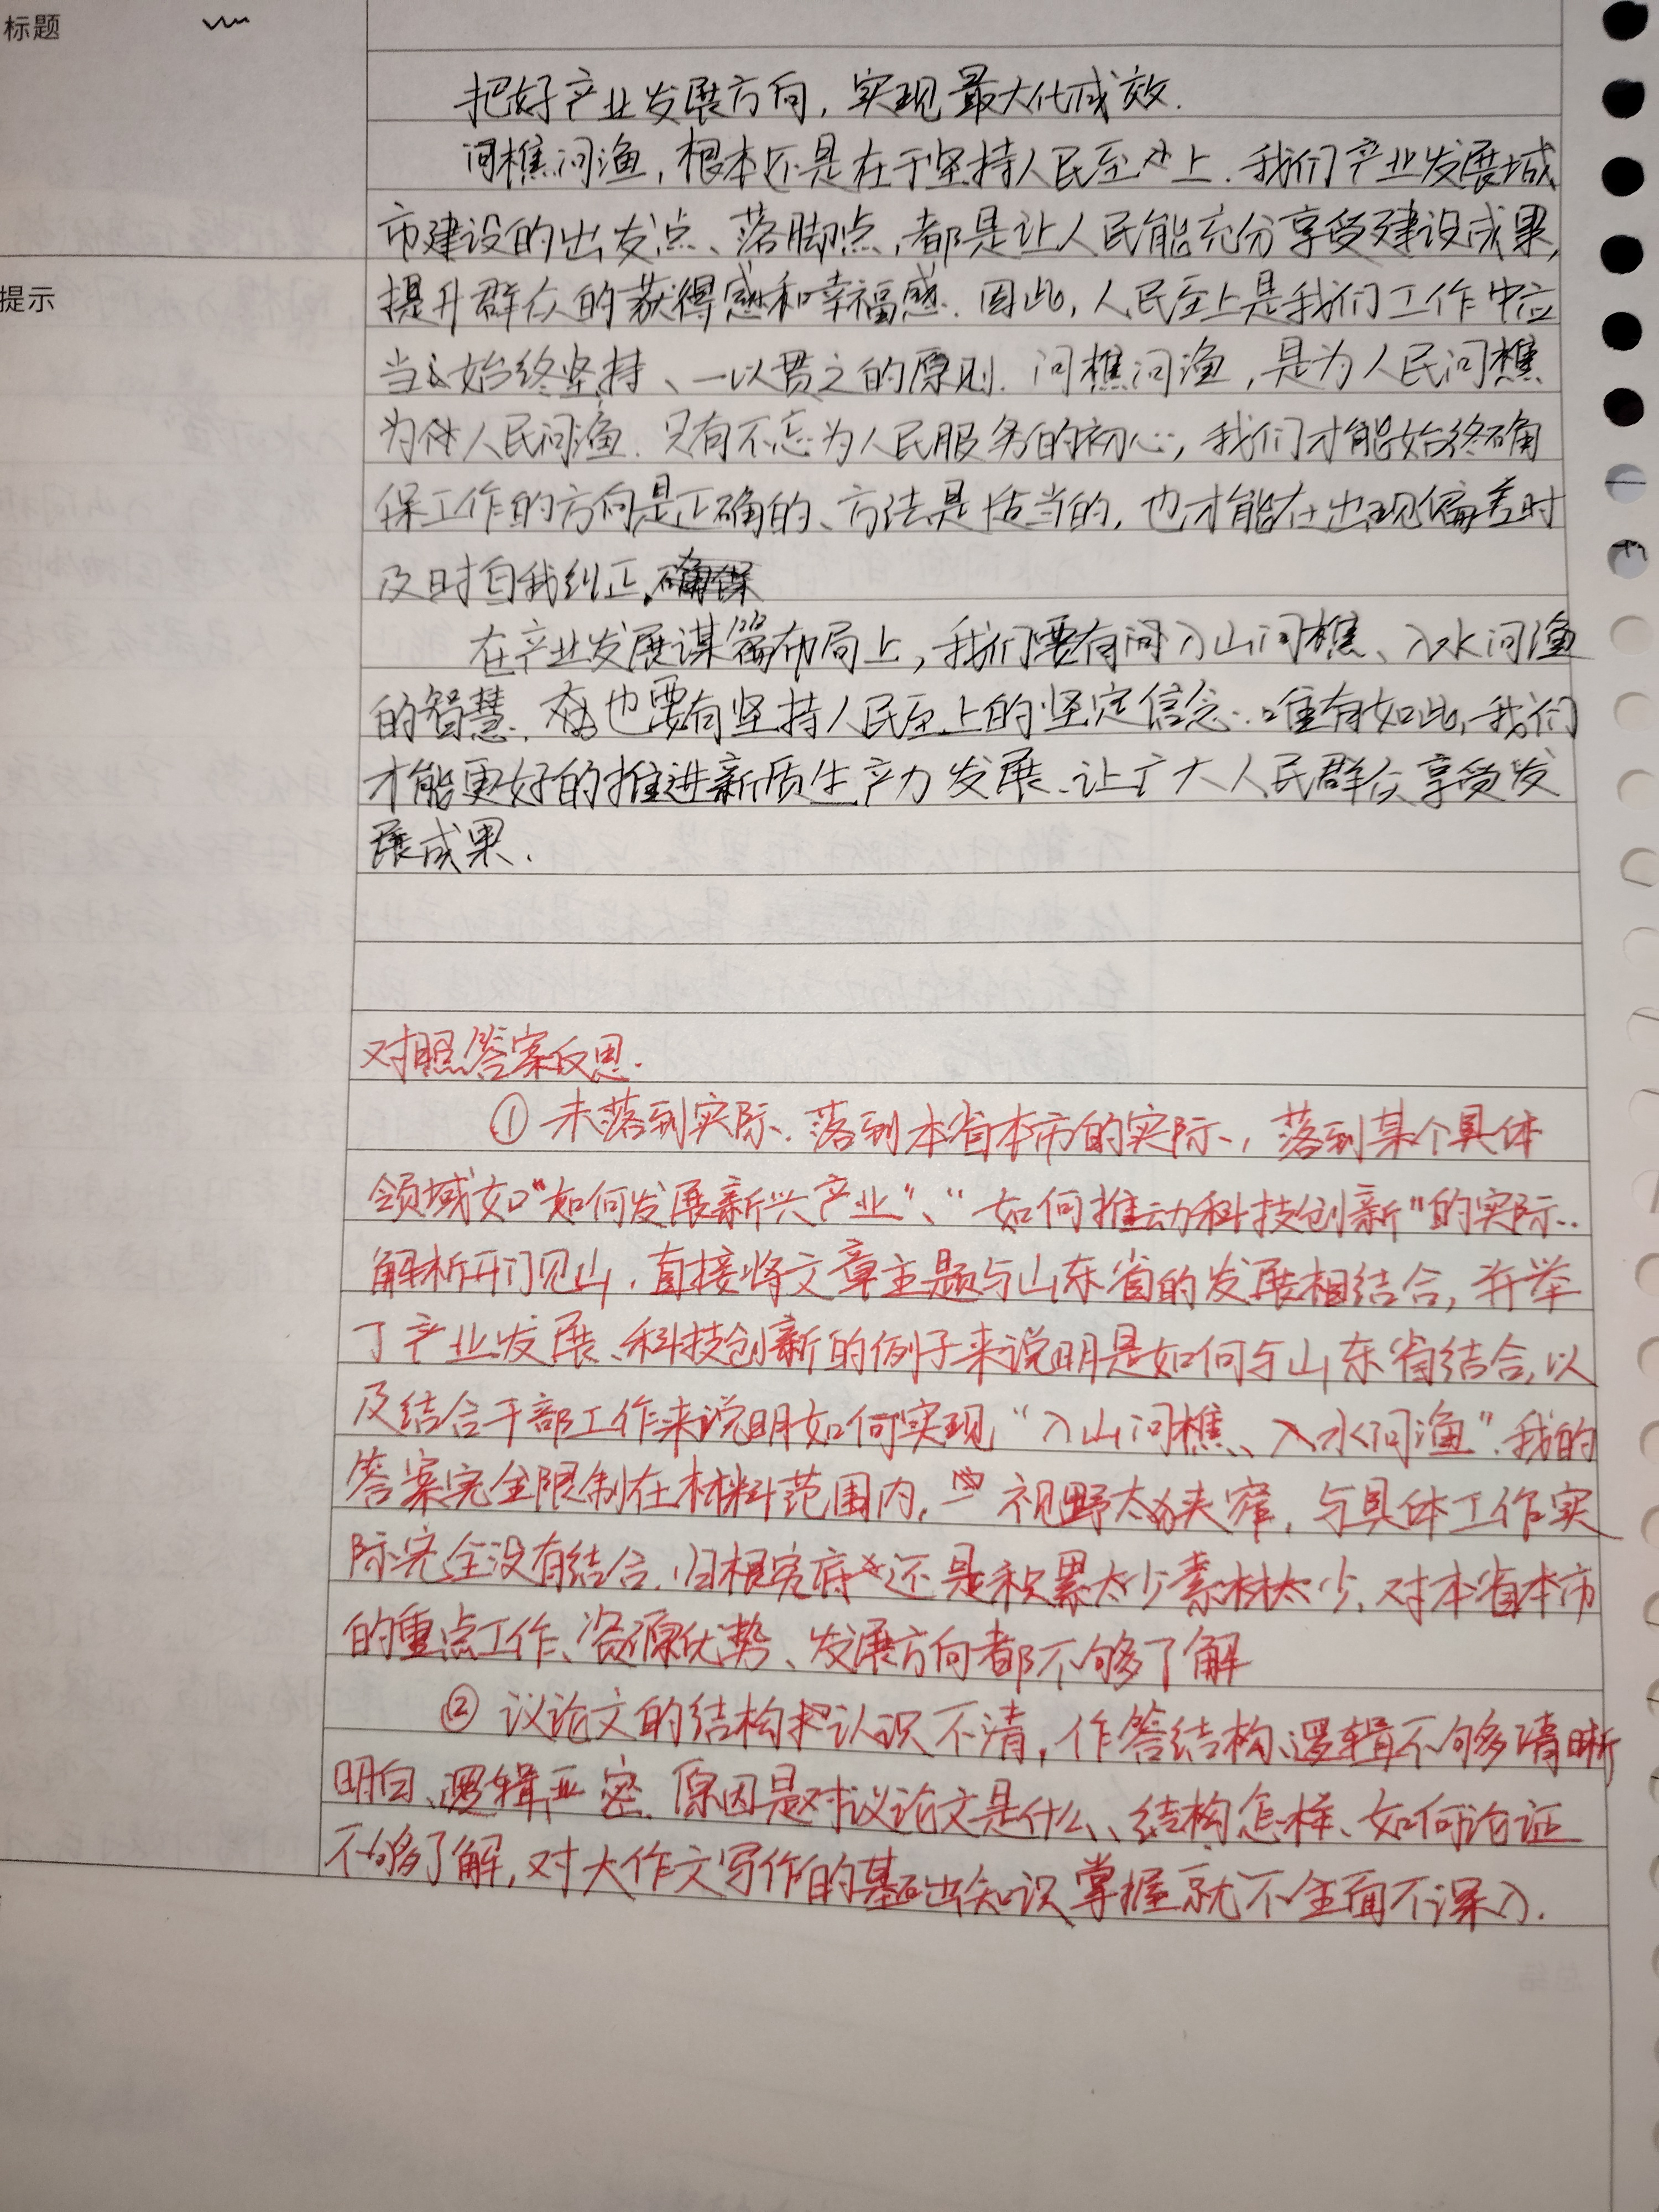 标题
把好产业发展方向，实现最大化成效.
问樵问渔，根本还是在于坚持人民至上.我们产业发展城
市建设的出发点、落脚点，都是让人民能充分享受建设成果，
提示
提升群众的获得感和幸福感.因此，人民至上是我们工作中应
当始终坚持、一以贯之的原则.问樵问渔，是为人民问樵
为人民问渔.只有不忘为人民服务的初心，我们才能始终确
保工作的方向是正确的、方法是恰当的，也才能在出现偏差时
及时自我纠正.
在产业发展谋篇布局上，我们要有入山问樵、入水问渔
的智慧.也要有坚持人民至上的坚定信念.唯有如此，我们
才能更好的推进新质生产力发展、让广大人民群众享受发
展成果.
对照答案反思.
① 未落到实际.落到本省本市的实际、，落到某个具体
领域如"如何发展新兴产业"、"如何推动科技创新"的实际..
解析开门见山.直接将文章主题与山东省的发展相结合，并举
了产业发展、科技创新的例子来说明是如何与山东省结合，以
及结合干部工作来说明如何实现"入山问樵、入水问渔".我的
答案完全限制在材料范围内，视野太狭窄，与具体工作实
际完全没有结合.归根究底还是积累太少素材太少.对本省本市
的重点工作、资源优势、发展方向都不够了解
② 议论文的结构认识不清，作答结构、逻辑不够清晰
明白、逻辑严密.原因是对议论文是什么、结构怎样、如何论证
不够了解，对大作文写作的基础知识掌握就不全面不深入.